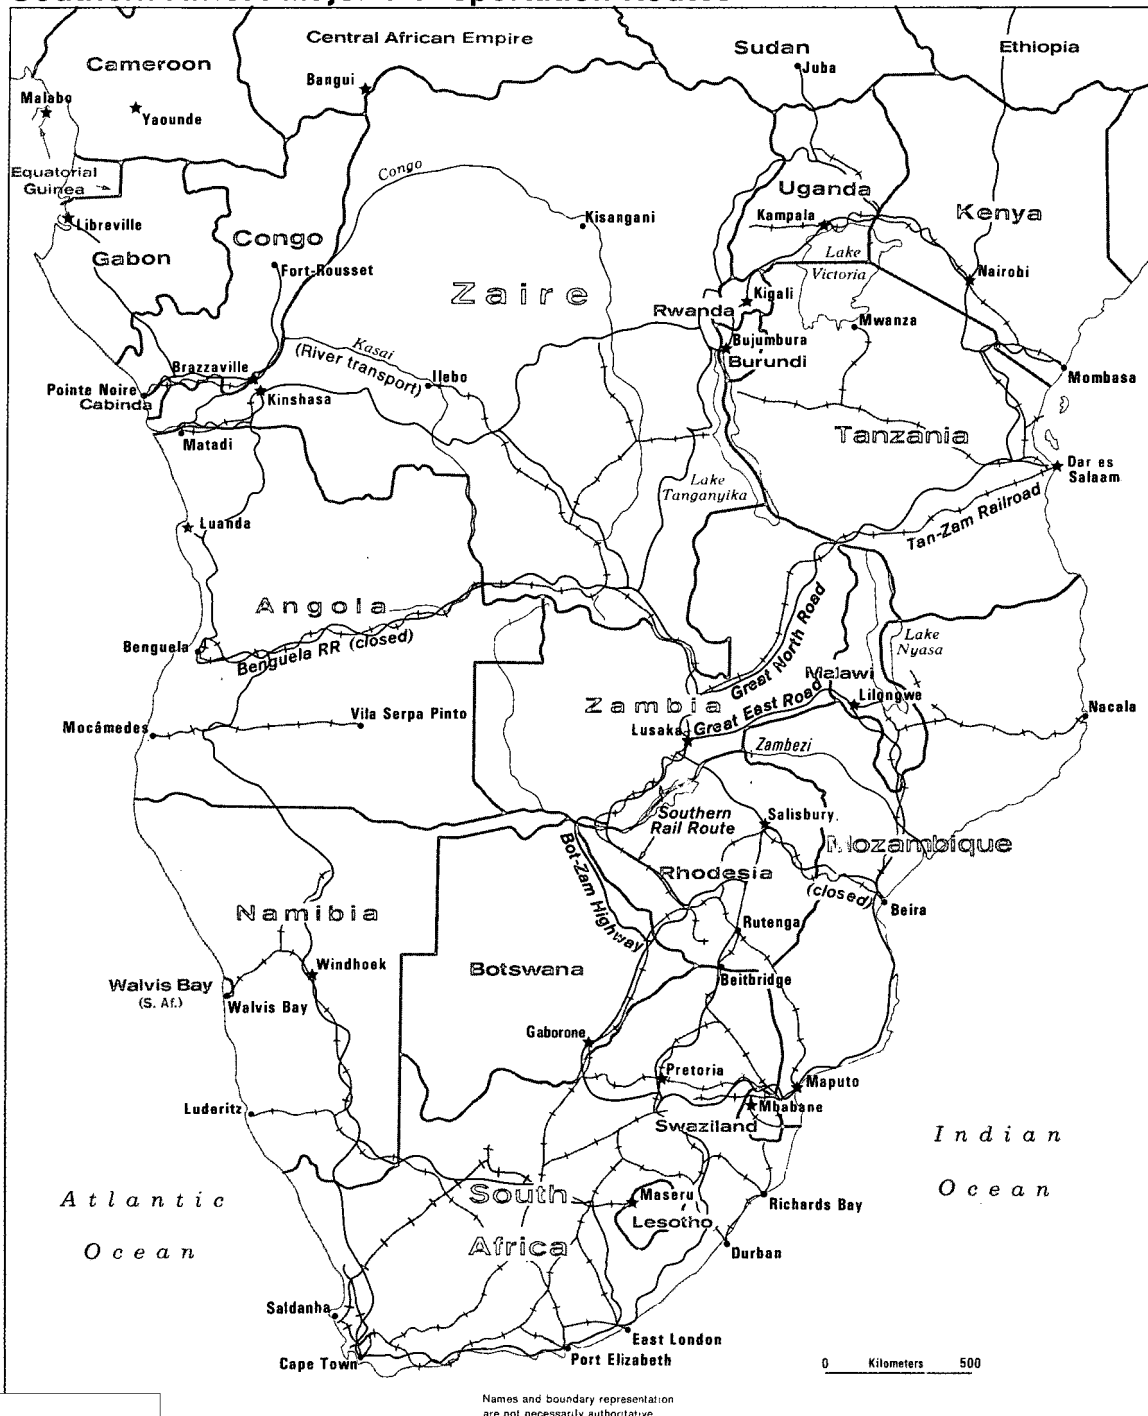 Central African Empire
Sudan
Ethiopia
Cameroon
Juba
Bangui
Malabo
Yaounde
Congo
Equatorial
Guinea
Uganda
Kisangani
Kampala
Kenya
Libreville
Congo
Gabon
Lake
Victoria
Fort-Rousset
Nairobi
Zaire
Kigali
Rwanda
Mwanza
Kasai
(River transport)
Bujumbura
Burundi
Brazzaville
Ilebo
Mombasa
Pointe Noire
Cabinda
Kinshasa
Matadi
Tanzania
Dar es
Salaam
Lake
Tanganyika
Luanda
Tan-Zam Railroad
Angola
Great North Road
Benguela
Benguela RR (closed)
Lake
Nyasa
Malawi
Lilongwe
Zambia
Great East Road
Nacala
Vila Serpa Pinto
Moçâmedes
Lusaka
Zambezi
Southern
Rail Route
Salisbury
Mozambique
Bot-Zam Highway
Rhodesia
(closed)
Beira
Namibia
Rutenga
Botswana
Windhoek
Beitbridge
Walvis Bay
(S. Af.)
Walvis Bay
Gaborone
Pretoria
Maputo
Mbabane
Luderitz
Swaziland
Indian
Ocean
Atlantic
Ocean
South
Africa
Maseru
Lesotho
Richards Bay
Durban
Saldanha
East London
Cape Town
Port Elizabeth
0 Kilometers 500
Names and boundary representation
are not necessarily authoritative